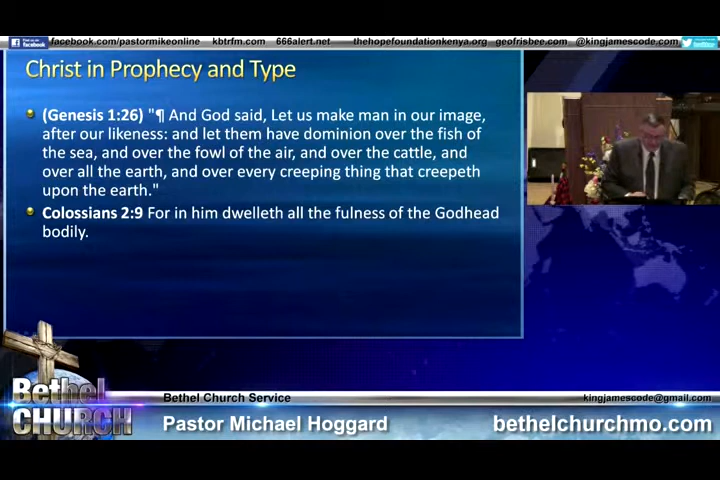 Find us on facebook facebook.com/pastormikeonline kbtrfm.com 666alert.net thehopefoundationkenya.org geofrisbee.com @kingjamescode.com twitter
Christ in Prophecy and Type
(Genesis 1:26) "¶ And God said, Let us make man in our image,
after our likeness: and let them have dominion over the fish of
the sea, and over the fowl of the air, and over the cattle, and
over all the earth, and over every creeping thing that creepeth
upon the earth."
Colossians 2:9 For in him dwelleth all the fulness of the Godhead
bodily.
Bethel
CHURCH
Bethel Church Service kingjamescode@gmail.com
Pastor Michael Hoggard bethelchurchmo.com